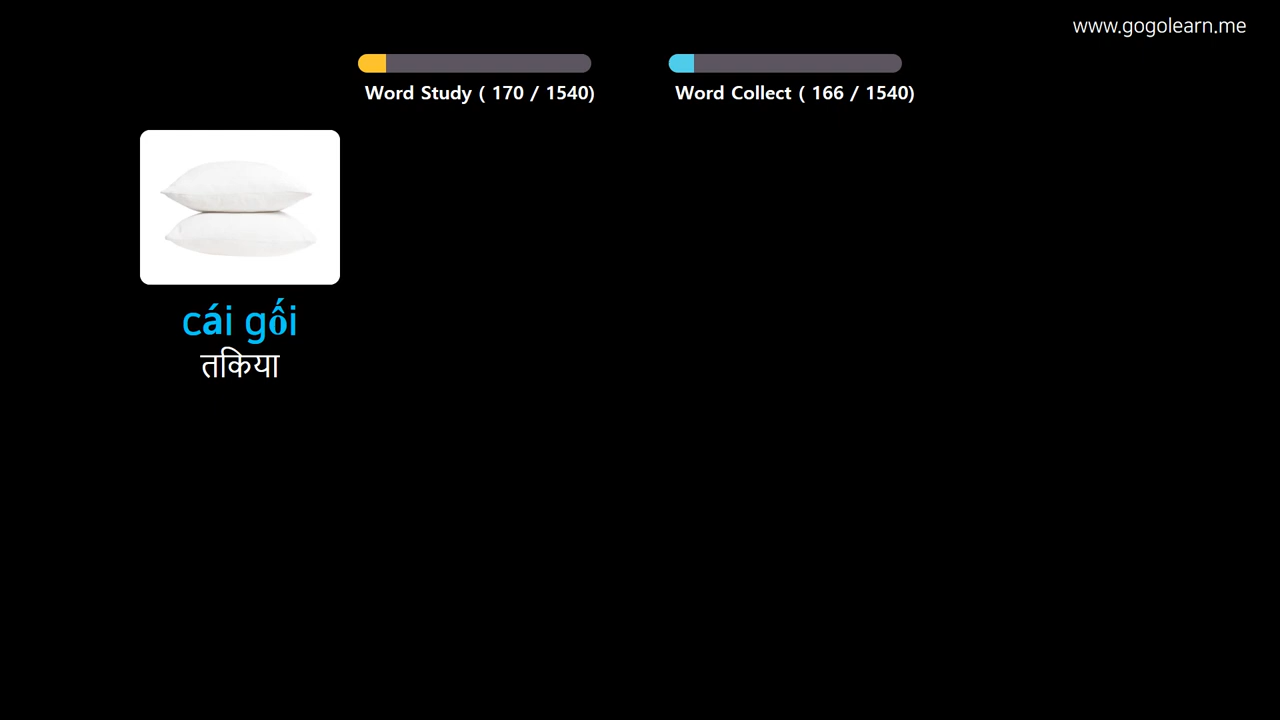 www.gogolearn.me
Word Study ( 170 / 1540)
Word Collect ( 166 / 1540)
cái gối
तकिया